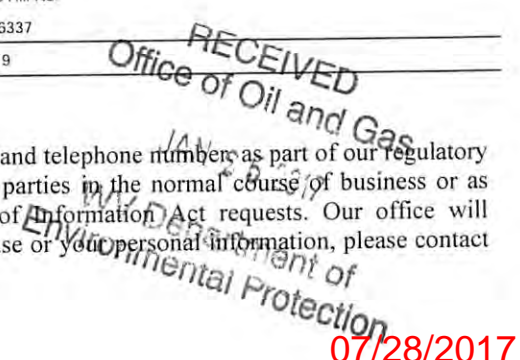 6337
9
RECEIVED
Office of Oil and Gas
and telephone numbers as part of our regulatory
parties in the normal course of business or as
of Information Act requests. Our office will
se or your personal information, please contact
WV Department of
Environmental Protection
07/28/2017